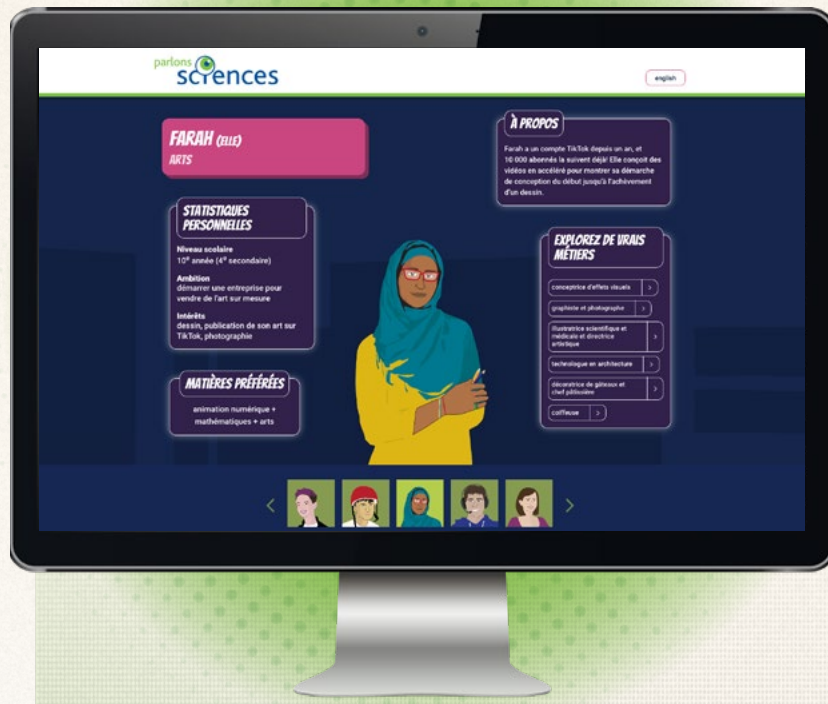 parlons
sciences
english
FARAH (ELLE)
ARTS
STATISTIQUES
PERSONNELLES
Niveau scolaire
10e année (4e secondaire)
Ambition
démarrer une entreprise pour
vendre de l'art sur mesure
Intérêts
dessin, publication de son art sur
TikTok, photographie
MATIÈRES PRÉFÉRÉES
animation numérique +
mathématiques + arts
À PROPOS
Farah a un compte TikTok depuis un an, et
10 000 abonnés la suivent déjà! Elle conçoit des
vidéos en accéléré pour montrer sa démarche
de conception du début jusqu'à l'achèvement
d'un dessin.
EXPLOREZ DE VRAIS
MÉTIERS
conceptrice d'effets visuels
graphiste et photographe
illustratrice scientifique et
médicale et directrice
artistique
technologue en architecture
décoratrice de gâteaux et
chef pâtissière
coiffeuse